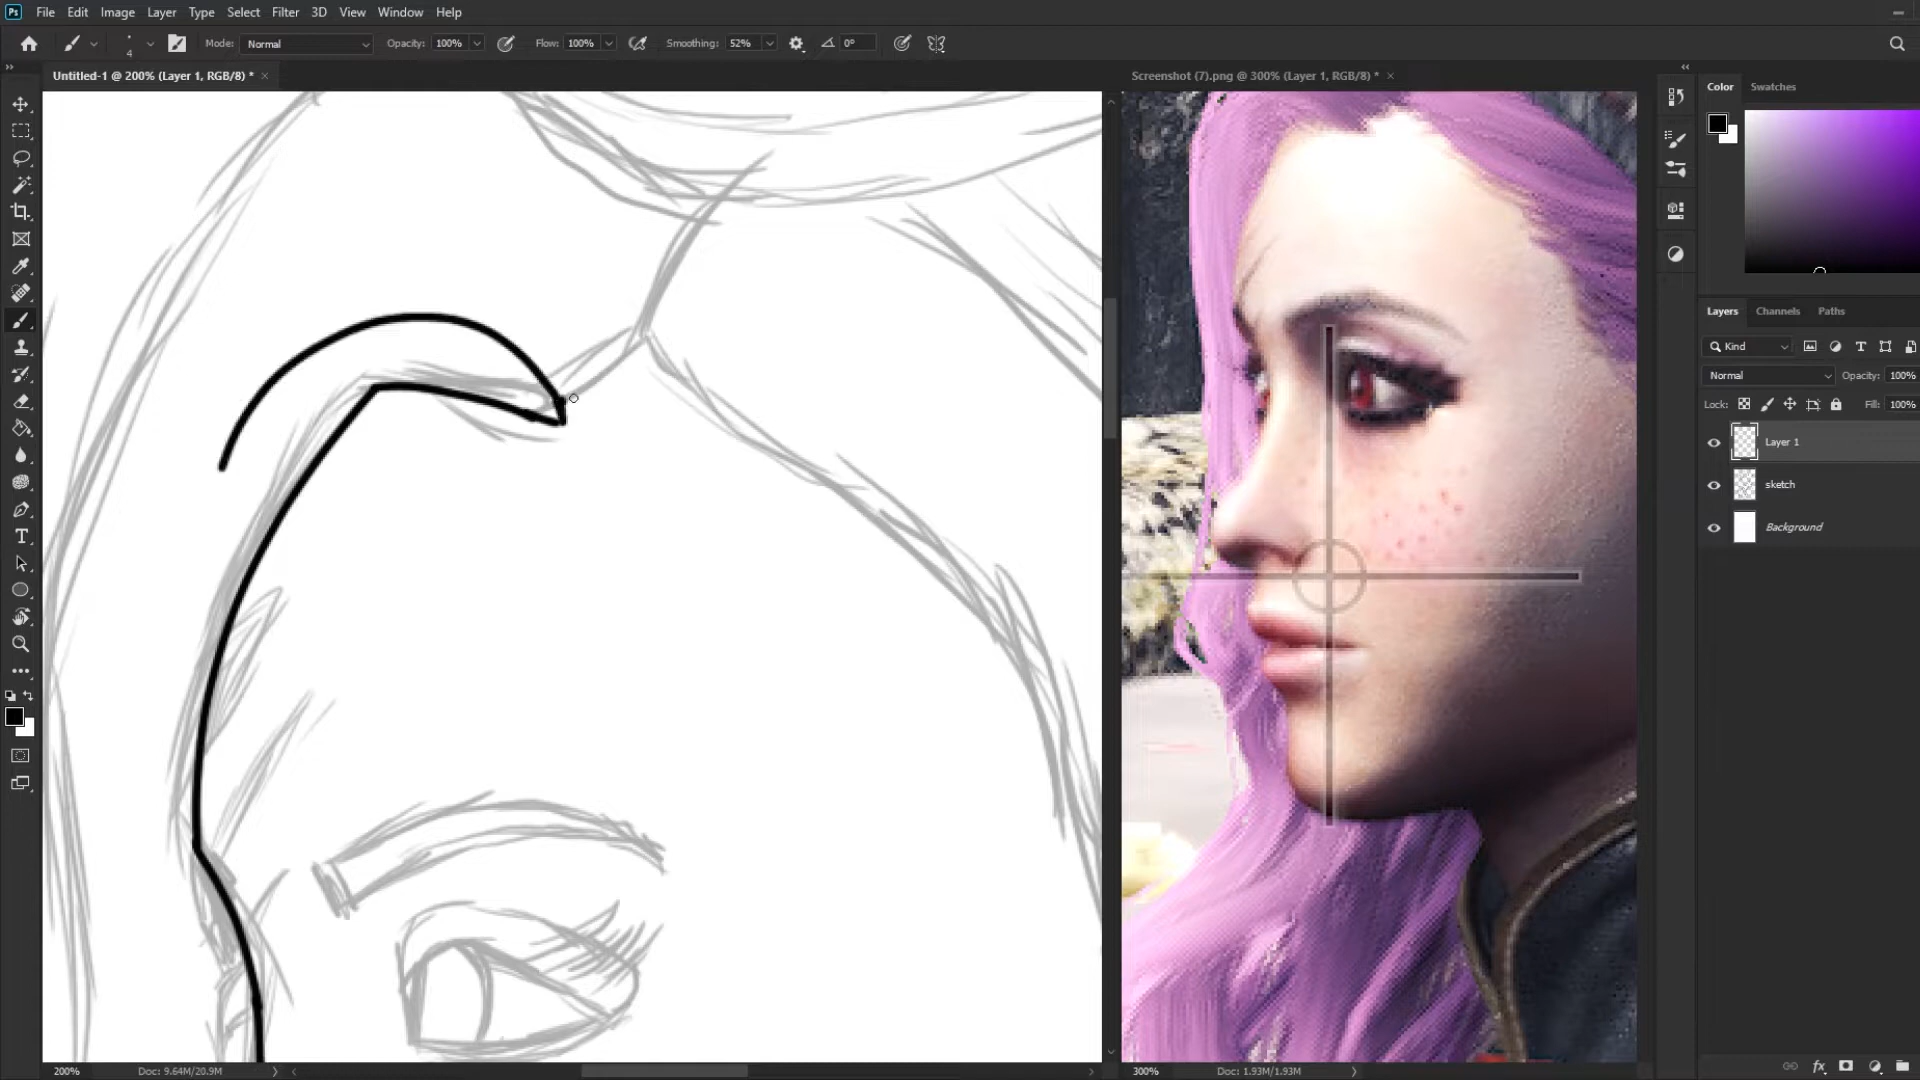 Ps File Edit Image Layer Type Select Filter 3D View Window Help
4 Mode: Normal Opacity: 100% Flow: 100% Smoothing: 52% 0°
Untitled-1 @ 200% (Layer 1, RGB/8) * ×
Screenshot (7).png @ 300% (Layer 1, RGB/8) * ×
Color Swatches
Layers Channels Paths
Kind
Normal Opacity: 100%
Lock: Fill: 100%
Layer 1
sketch
Background
200% Doc: 9.64M/20.9M
300% Doc: 1.93M/1.93M
fx